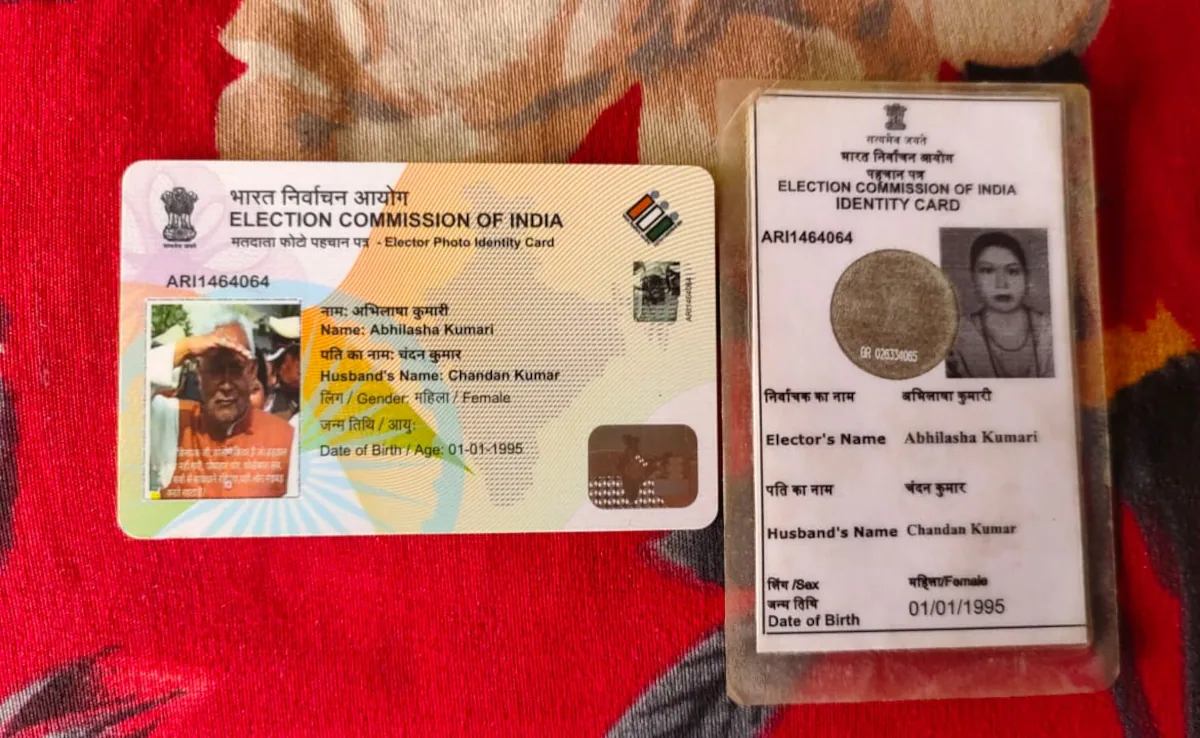 भारत निर्वाचन आयोग
ELECTION COMMISSION OF INDIA
मतदाता फोटो पहचान पत्र - Elector Photo Identity Card
ARI1464064
ARI1464064
नाम: अभिलाषा कुमारी
Name: Abhilasha Kumari
पति का नाम: चंदन कुमार
Husband's Name: Chandan Kumar
लिंग / Gender: महिला / Female
जन्म तिथि / आयु:
Date of Birth / Age: 01-01-1995
सत्यमेव जयते
भारत निर्वाचन आयोग
पहचान पत्र
ELECTION COMMISSION OF INDIA
IDENTITY CARD
ARI1464064
GR 026334065
निर्वाचक का नाम अभिलाषा कुमारी
Elector's Name Abhilasha Kumari
पति का नाम चंदन कुमार
Husband's Name Chandan Kumar
लिंग /Sex महिला/Female
जन्म तिथि
Date of Birth 01/01/1995